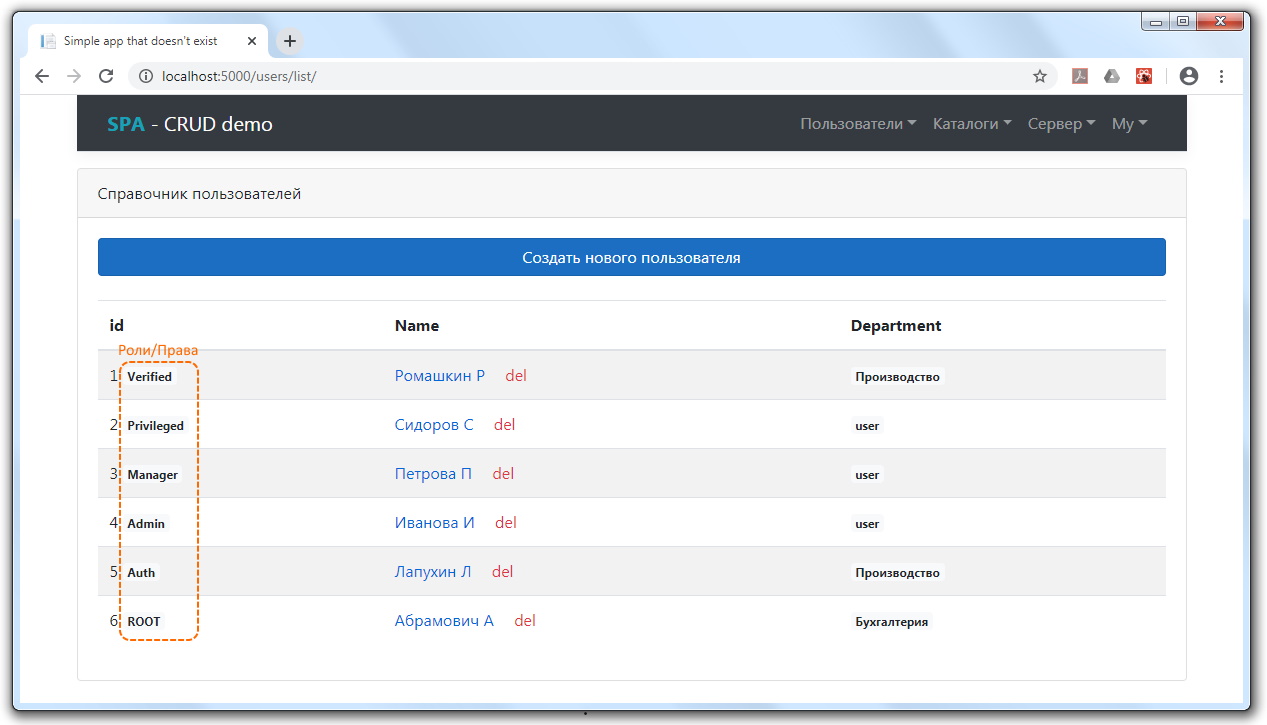 Simple app that doesn't exist
localhost:5000/users/list/
SPA - CRUD demo Пользователи Каталоги Сервер My
Справочник пользователей
Создать нового пользователя
id Name Department
Роли/Права
1 Verified Ромашкин Р del Производство
2 Privileged Сидоров С del user
3 Manager Петрова П del user
4 Admin Иванова И del user
5 Auth Лапухин Л del Производство
6 ROOT Абрамович А del Бухгалтерия